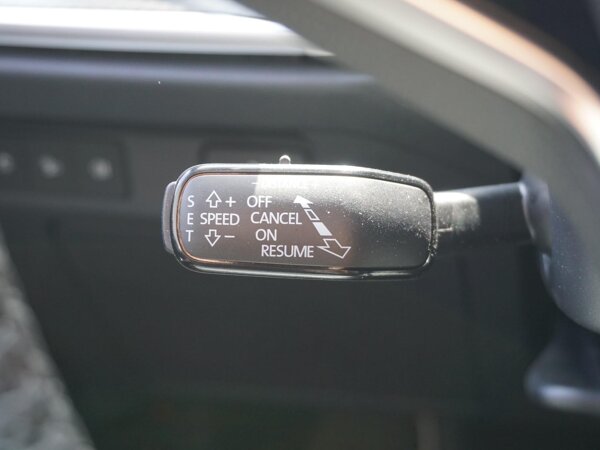 S + OFF
E SPEED CANCEL
T − ON
RESUME